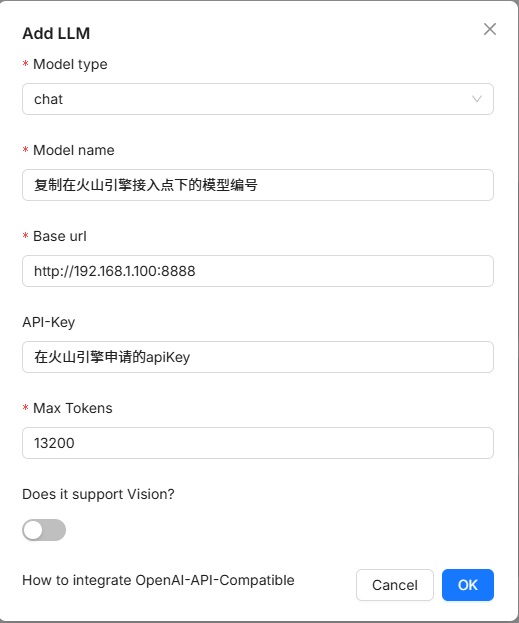 Add LLM
* Model type
chat
* Model name
复制在火山引擎接入点下的模型编号
* Base url
http://192.168.1.100:8888
API-Key
在火山引擎申请的apiKey
* Max Tokens
13200
Does it support Vision?
How to integrate OpenAI-API-Compatible
Cancel
OK